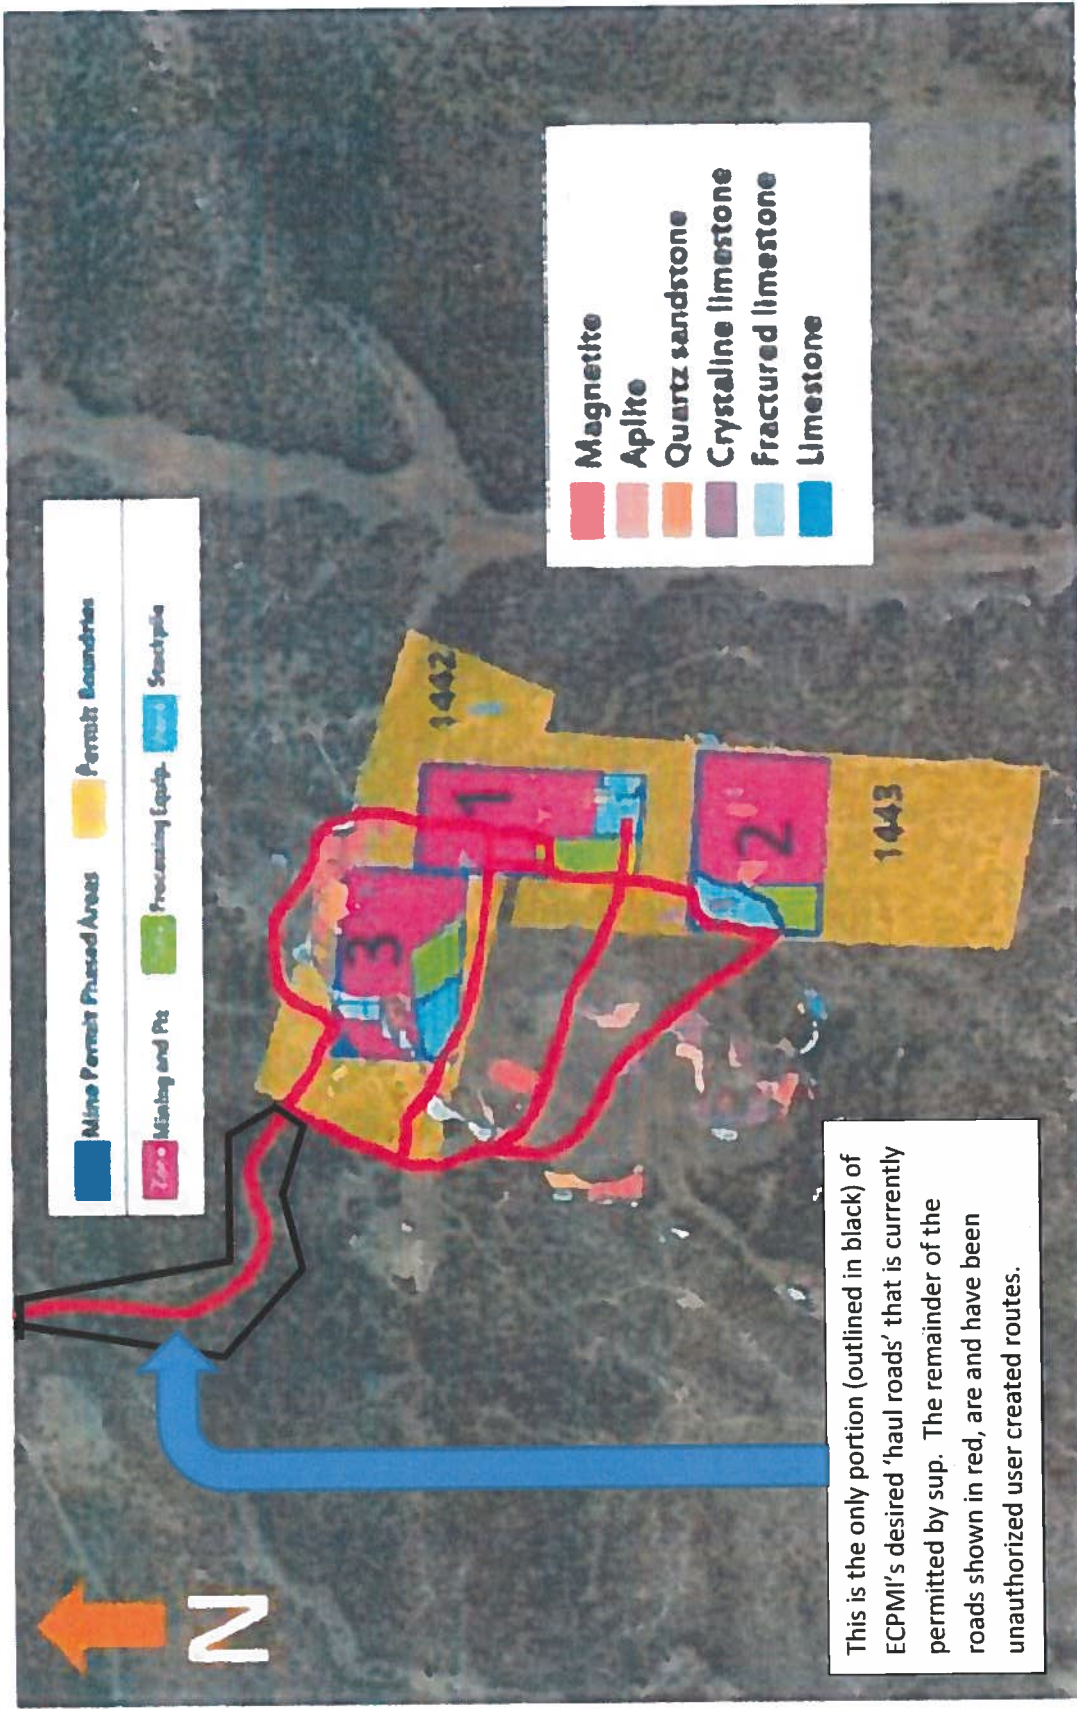 Mine Permit Phased Areas
Permit Boundries
Mining and Pit
Processing Equip.
Stockpile
1442
1
3
2
1443
Magnetite
Aplite
Quartz sandstone
Crystaline limestone
Fractured limestone
Limestone
N
This is the only portion (outlined in black) of
ECPMI's desired 'haul roads' that is currently
permitted by sup. The remainder of the
roads shown in red, are and have been
unauthorized user created routes.